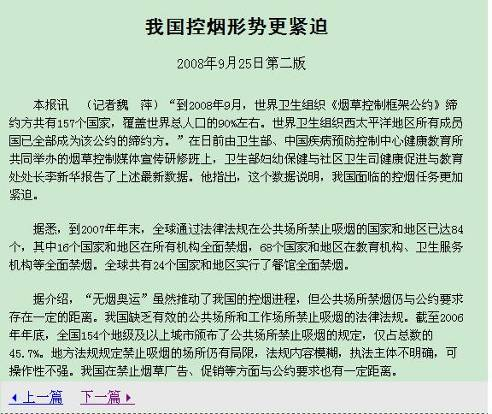 我国控烟形势更紧迫
2008年9月25日第二版
本报讯　（记者魏　萍）“到2008年9月，世界卫生组织《烟草控制框架公约》缔
约方共有157个国家，覆盖世界总人口的90%左右。世界卫生组织西太平洋地区所有成员
国已全部成为该公约的缔约方。”在日前由卫生部、中国疾病预防控制中心健康教育所
共同举办的烟草控制媒体宣传研修班上，卫生部妇幼保健与社区卫生司健康促进与教育
处处长李新华报告了上述最新数据。他指出，这个数据说明，我国面临的控烟任务更加
紧迫。
据悉，到2007年年末，全球通过法律法规在公共场所禁止吸烟的国家和地区已达84
个，其中16个国家和地区在所有机构全面禁烟，68个国家和地区在教育机构、卫生服务
机构等全面禁烟。全球共有24个国家和地区实行了餐馆全面禁烟。
据介绍，“无烟奥运”虽然推动了我国的控烟进程，但公共场所禁烟仍与公约要求
存在一定的距离。我国缺乏有效的公共场所和工作场所禁止吸烟的法律法规。截至2006
年年底，全国154个地级及以上城市颁布了公共场所禁止吸烟的规定，仅占总数的
45.7%。地方法规规定禁止吸烟的场所仍有局限，法规内容模糊，执法主体不明确，可
操作性不强。我国在禁止烟草广告、促销等方面与公约要求也有一定距离。
上一篇　下一篇